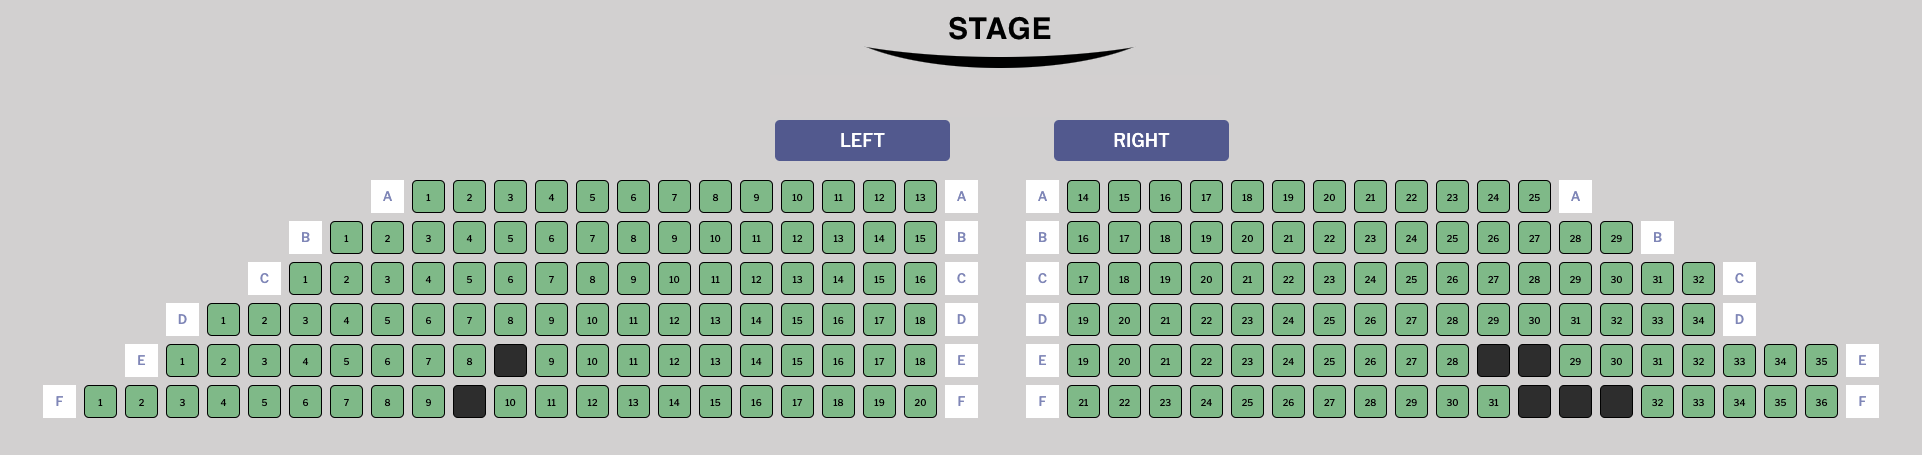 STAGE
LEFT RIGHT
A 1 2 3 4 5 6 7 8 9 10 11 12 13 A A 14 15 16 17 18 19 20 21 22 23 24 25 A
B 1 2 3 4 5 6 7 8 9 10 11 12 13 14 15 B B 16 17 18 19 20 21 22 23 24 25 26 27 28 29 B
C 1 2 3 4 5 6 7 8 9 10 11 12 13 14 15 16 C C 17 18 19 20 21 22 23 24 25 26 27 28 29 30 31 32 C
D 1 2 3 4 5 6 7 8 9 10 11 12 13 14 15 16 17 18 D D 19 20 21 22 23 24 25 26 27 28 29 30 31 32 33 34 D
E 1 2 3 4 5 6 7 8 9 10 11 12 13 14 15 16 17 18 E E 19 20 21 22 23 24 25 26 27 28 29 30 31 32 33 34 35 E
F 1 2 3 4 5 6 7 8 9 10 11 12 13 14 15 16 17 18 19 20 F F 21 22 23 24 25 26 27 28 29 30 31 32 33 34 35 36 F